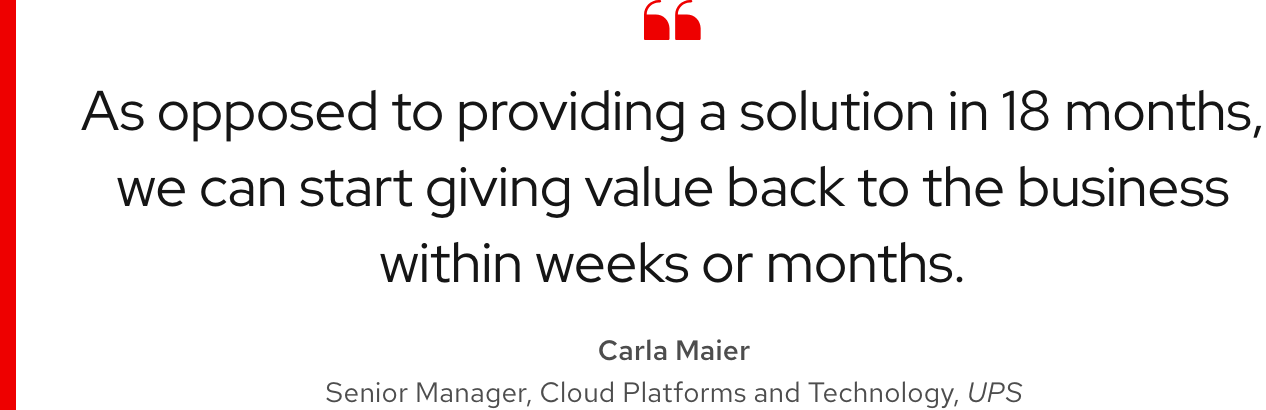 As opposed to providing a solution in 18 months,
we can start giving value back to the business
within weeks or months.
Carla Maier
Senior Manager, Cloud Platforms and Technology, UPS